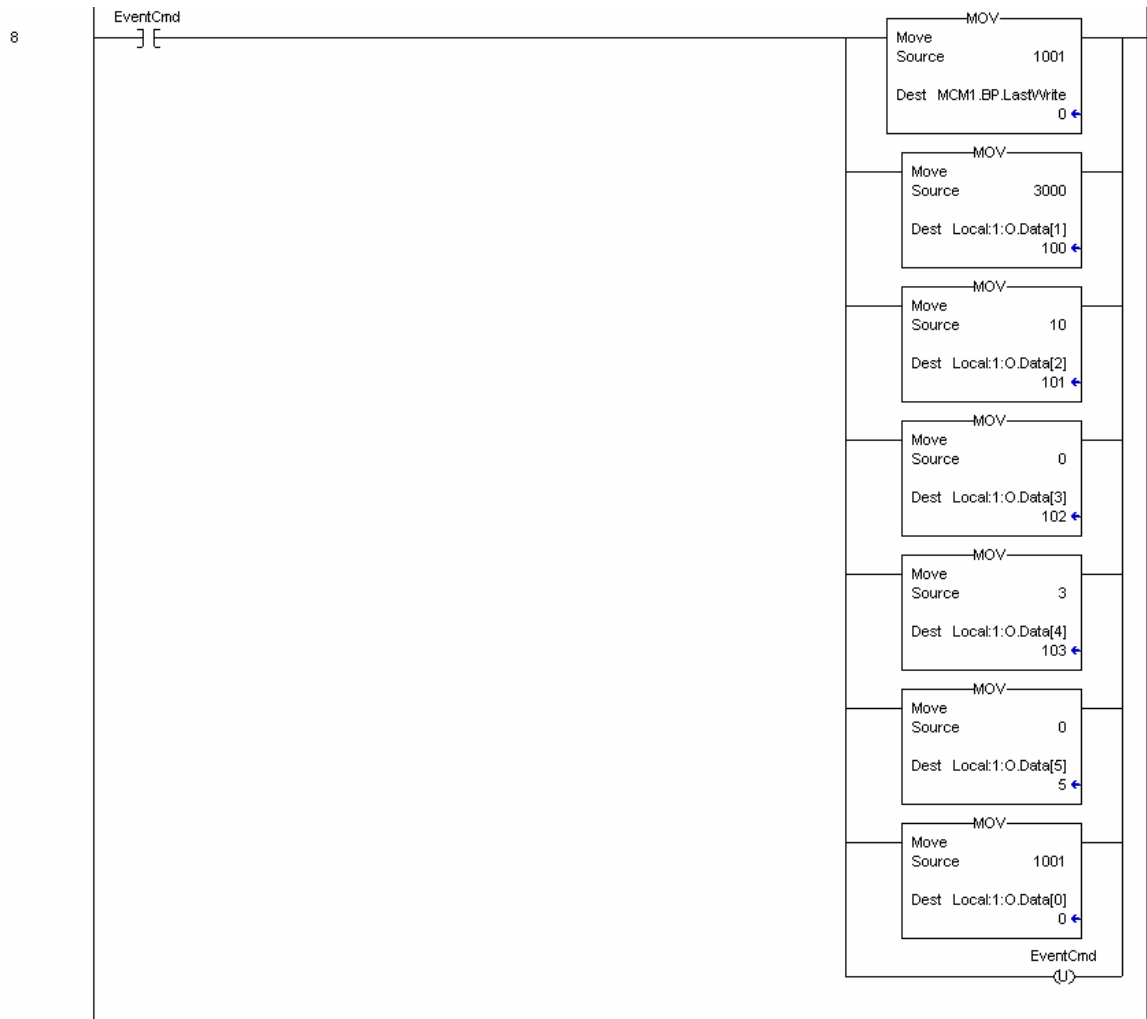 EventCmd
8
MOV
Move
Source 1001
Dest MCM1.BP.LastWrite
0
MOV
Move
Source 3000
Dest Local:1:O.Data[1]
100
MOV
Move
Source 10
Dest Local:1:O.Data[2]
101
MOV
Move
Source 0
Dest Local:1:O.Data[3]
102
MOV
Move
Source 3
Dest Local:1:O.Data[4]
103
MOV
Move
Source 0
Dest Local:1:O.Data[5]
5
MOV
Move
Source 1001
Dest Local:1:O.Data[0]
0
EventCmd
U